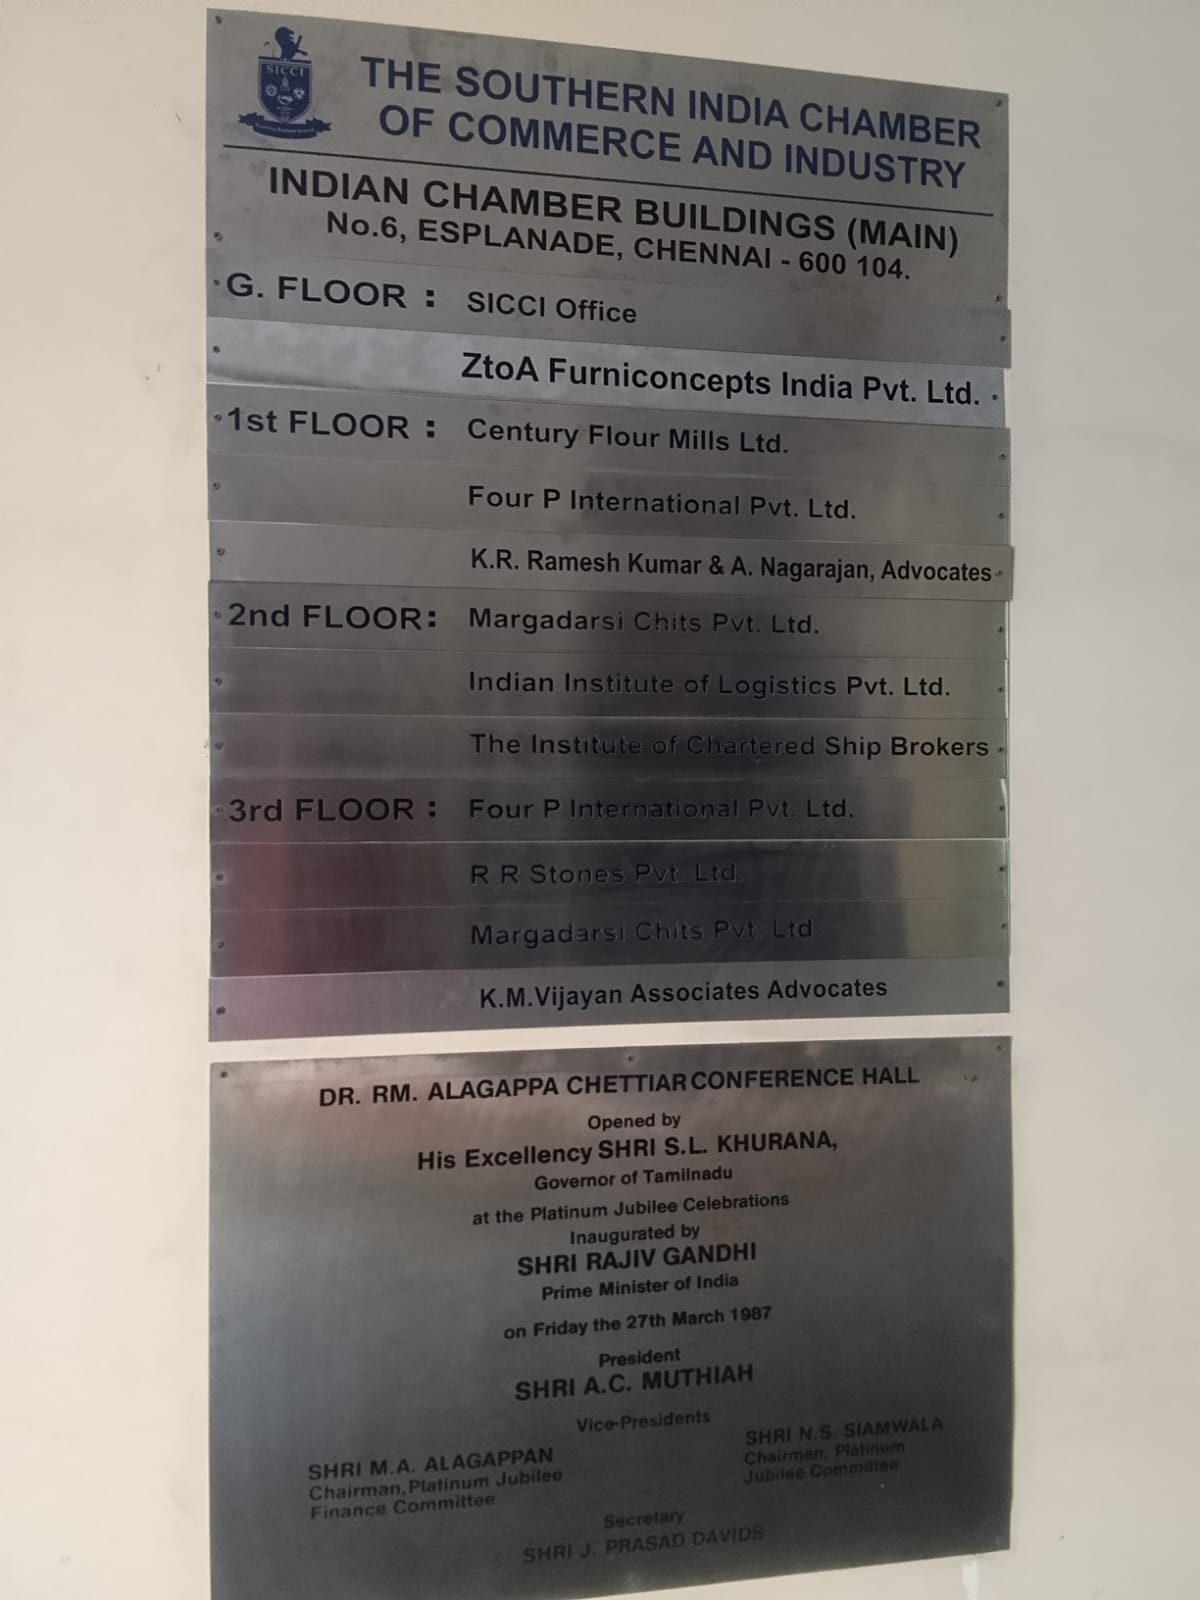 SICCI
THE SOUTHERN INDIA CHAMBER
OF COMMERCE AND INDUSTRY
INDIAN CHAMBER BUILDINGS (MAIN)
No.6, ESPLANADE, CHENNAI - 600 104.
G. FLOOR : SICCI Office
ZtoA Furniconcepts India Pvt. Ltd.
1st FLOOR : Century Flour Mills Ltd.
Four P International Pvt. Ltd.
K.R. Ramesh Kumar & A. Nagarajan, Advocates
2nd FLOOR : Margadarsi Chits Pvt. Ltd.
Indian Institute of Logistics Pvt. Ltd.
The Institute of Chartered Ship Brokers
3rd FLOOR : Four P International Pvt. Ltd.
R R Stones Pvt. Ltd.
Margadarsi Chits Pvt. Ltd.
K.M.Vijayan Associates Advocates
DR. RM. ALAGAPPA CHETTIAR CONFERENCE HALL
Opened by
His Excellency SHRI S.L. KHURANA,
Governor of Tamilnadu
at the Platinum Jubilee Celebrations
Inaugurated by
SHRI RAJIV GANDHI
Prime Minister of India
on Friday the 27th March 1987
President
SHRI A.C. MUTHIAH
Vice-Presidents
SHRI M.A. ALAGAPPAN
Chairman, Platinum Jubilee
Finance Committee
SHRI N.S. SIAMWALA
Chairman, Platinum
Jubilee Committee
Secretary
SHRI J. PRASAD DAVIDS